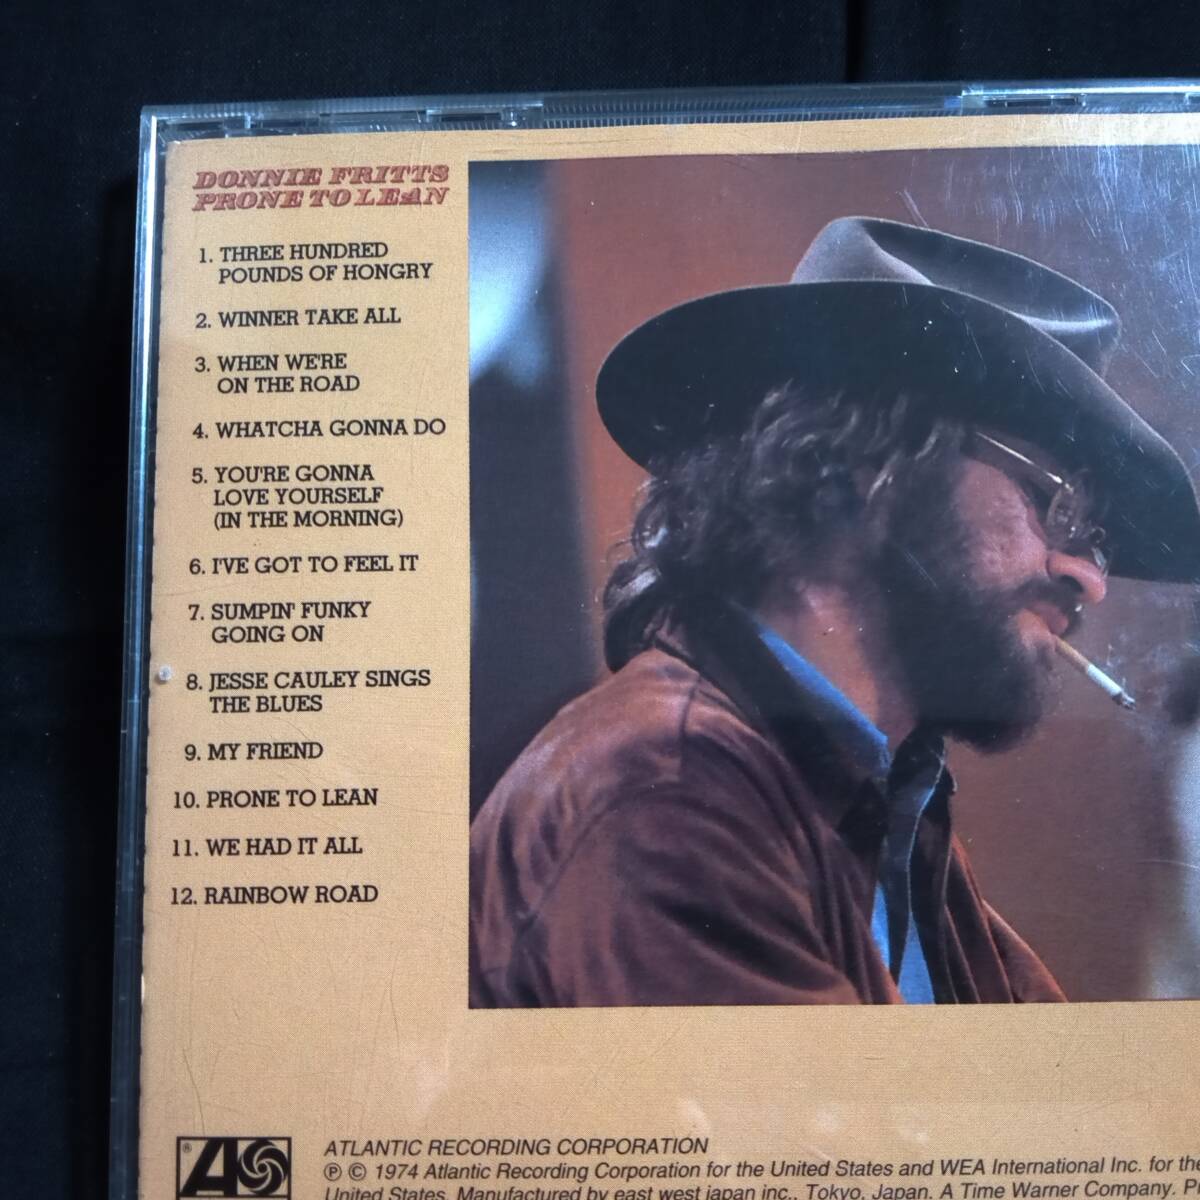 DONNIE FRITTS
PRONE TO LEAN
1. THREE HUNDRED
POUNDS OF HONGRY
2. WINNER TAKE ALL
3. WHEN WE'RE
ON THE ROAD
4. WHATCHA GONNA DO
5. YOU'RE GONNA
LOVE YOURSELF
(IN THE MORNING)
6. I'VE GOT TO FEEL IT
7. SUMPIN' FUNKY
GOING ON
8. JESSE CAULEY SINGS
THE BLUES
9. MY FRIEND
10. PRONE TO LEAN
11. WE HAD IT ALL
12. RAINBOW ROAD
®
ATLANTIC RECORDING CORPORATION
℗ © 1974 Atlantic Recording Corporation for the United States and WEA International Inc. for the
United States. Manufactured by east west japan inc., Tokyo, Japan. A Time Warner Company.